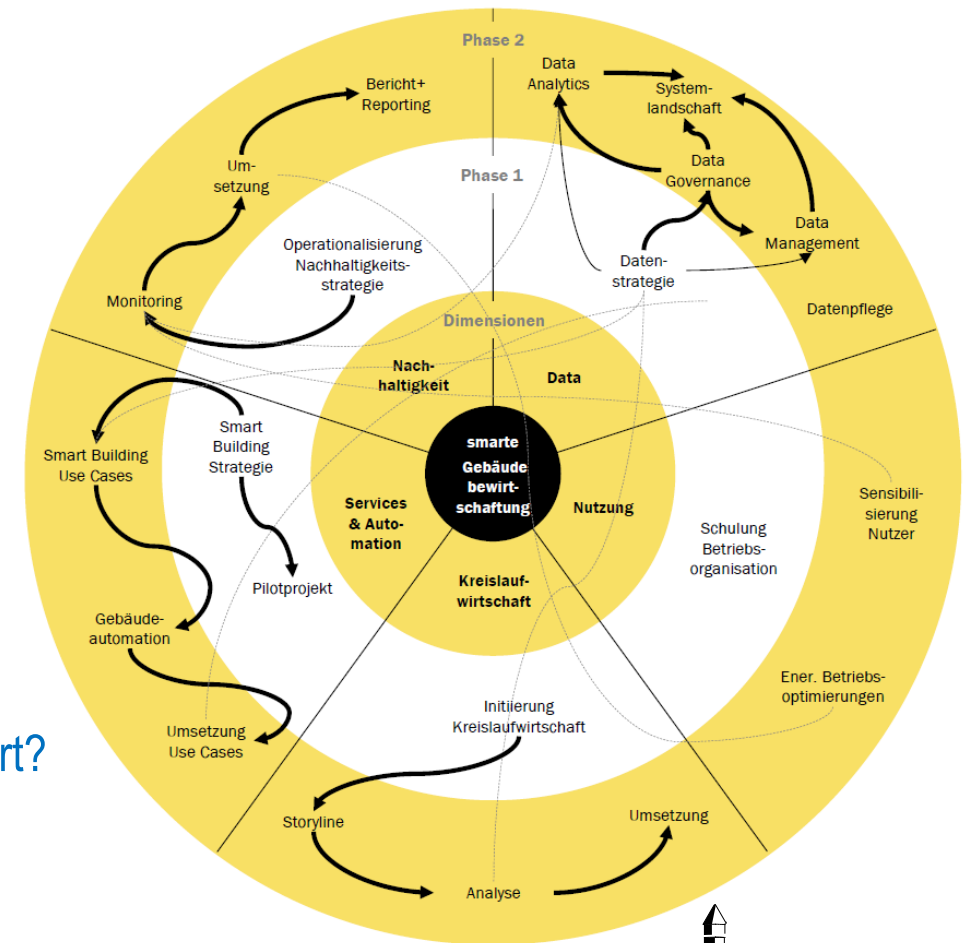 Phase 2
Data
Analytics
System-
landschaft
Bericht+
Reporting
Um-
setzung
Phase 1
Data
Governance
Data
Management
Operationalisierung
Nachhaltigkeits-
strategie
Daten-
strategie
Monitoring
Datenpflege
Dimensionen
Nach-
haltigkeit
Data
Smart Building
Use Cases
Smart
Building
Strategie
smarte
Gebäude
bewirt-
schaftung
Services
& Auto-
mation
Nutzung
Sensibili-
sierung
Nutzer
Schulung
Betriebs-
organisation
Pilotprojekt
Kreislauf-
wirtschaft
Gebäude-
automation
Ener. Betriebs-
optimierungen
Initiierung
Kreislaufwirtschaft
Umsetzung
Use Cases
rt?
Storyline
Umsetzung
Analyse